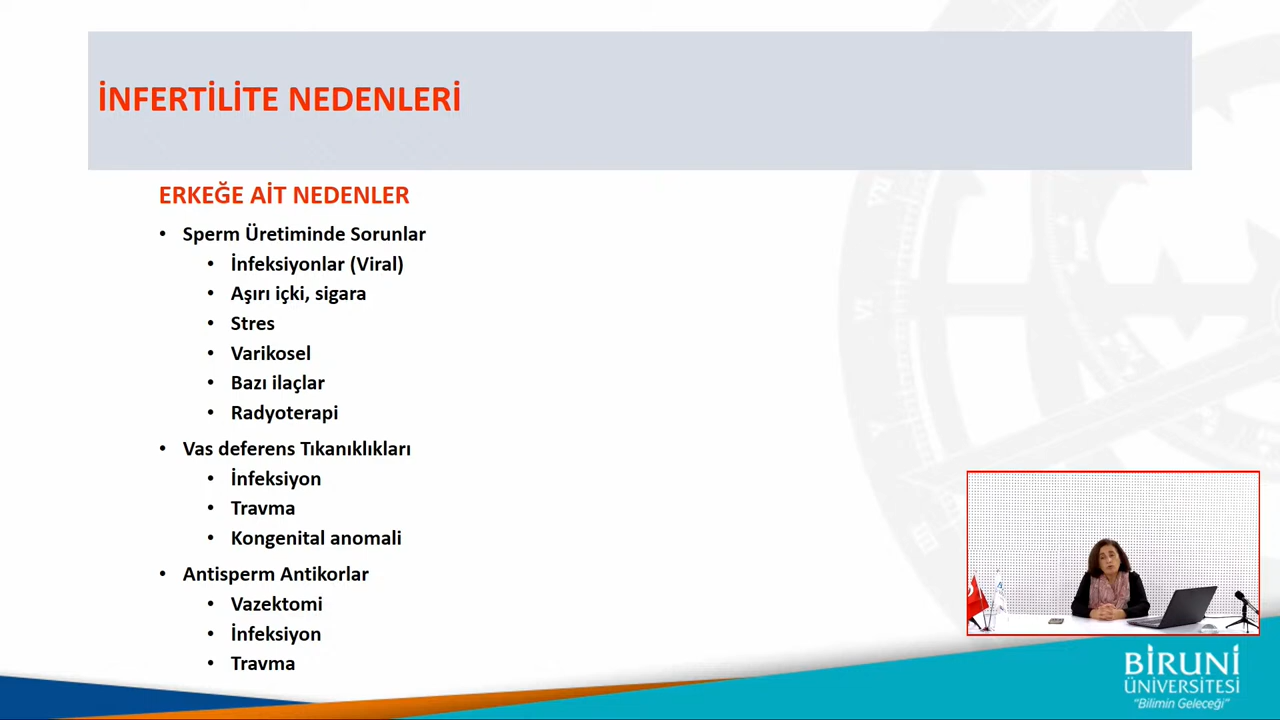 İNFERTİLİTE NEDENLERİ
ERKEĞE AİT NEDENLER
• Sperm Üretiminde Sorunlar
• İnfeksiyonlar (Viral)
• Aşırı içki, sigara
• Stres
• Varikosel
• Bazı ilaçlar
• Radyoterapi
• Vas deferens Tıkanıklıkları
• İnfeksiyon
• Travma
• Kongenital anomali
• Antisperm Antikorlar
• Vazektomi
• İnfeksiyon
• Travma
BİRUNİ
ÜNİVERSİTESİ
"Bilimin Geleceği"